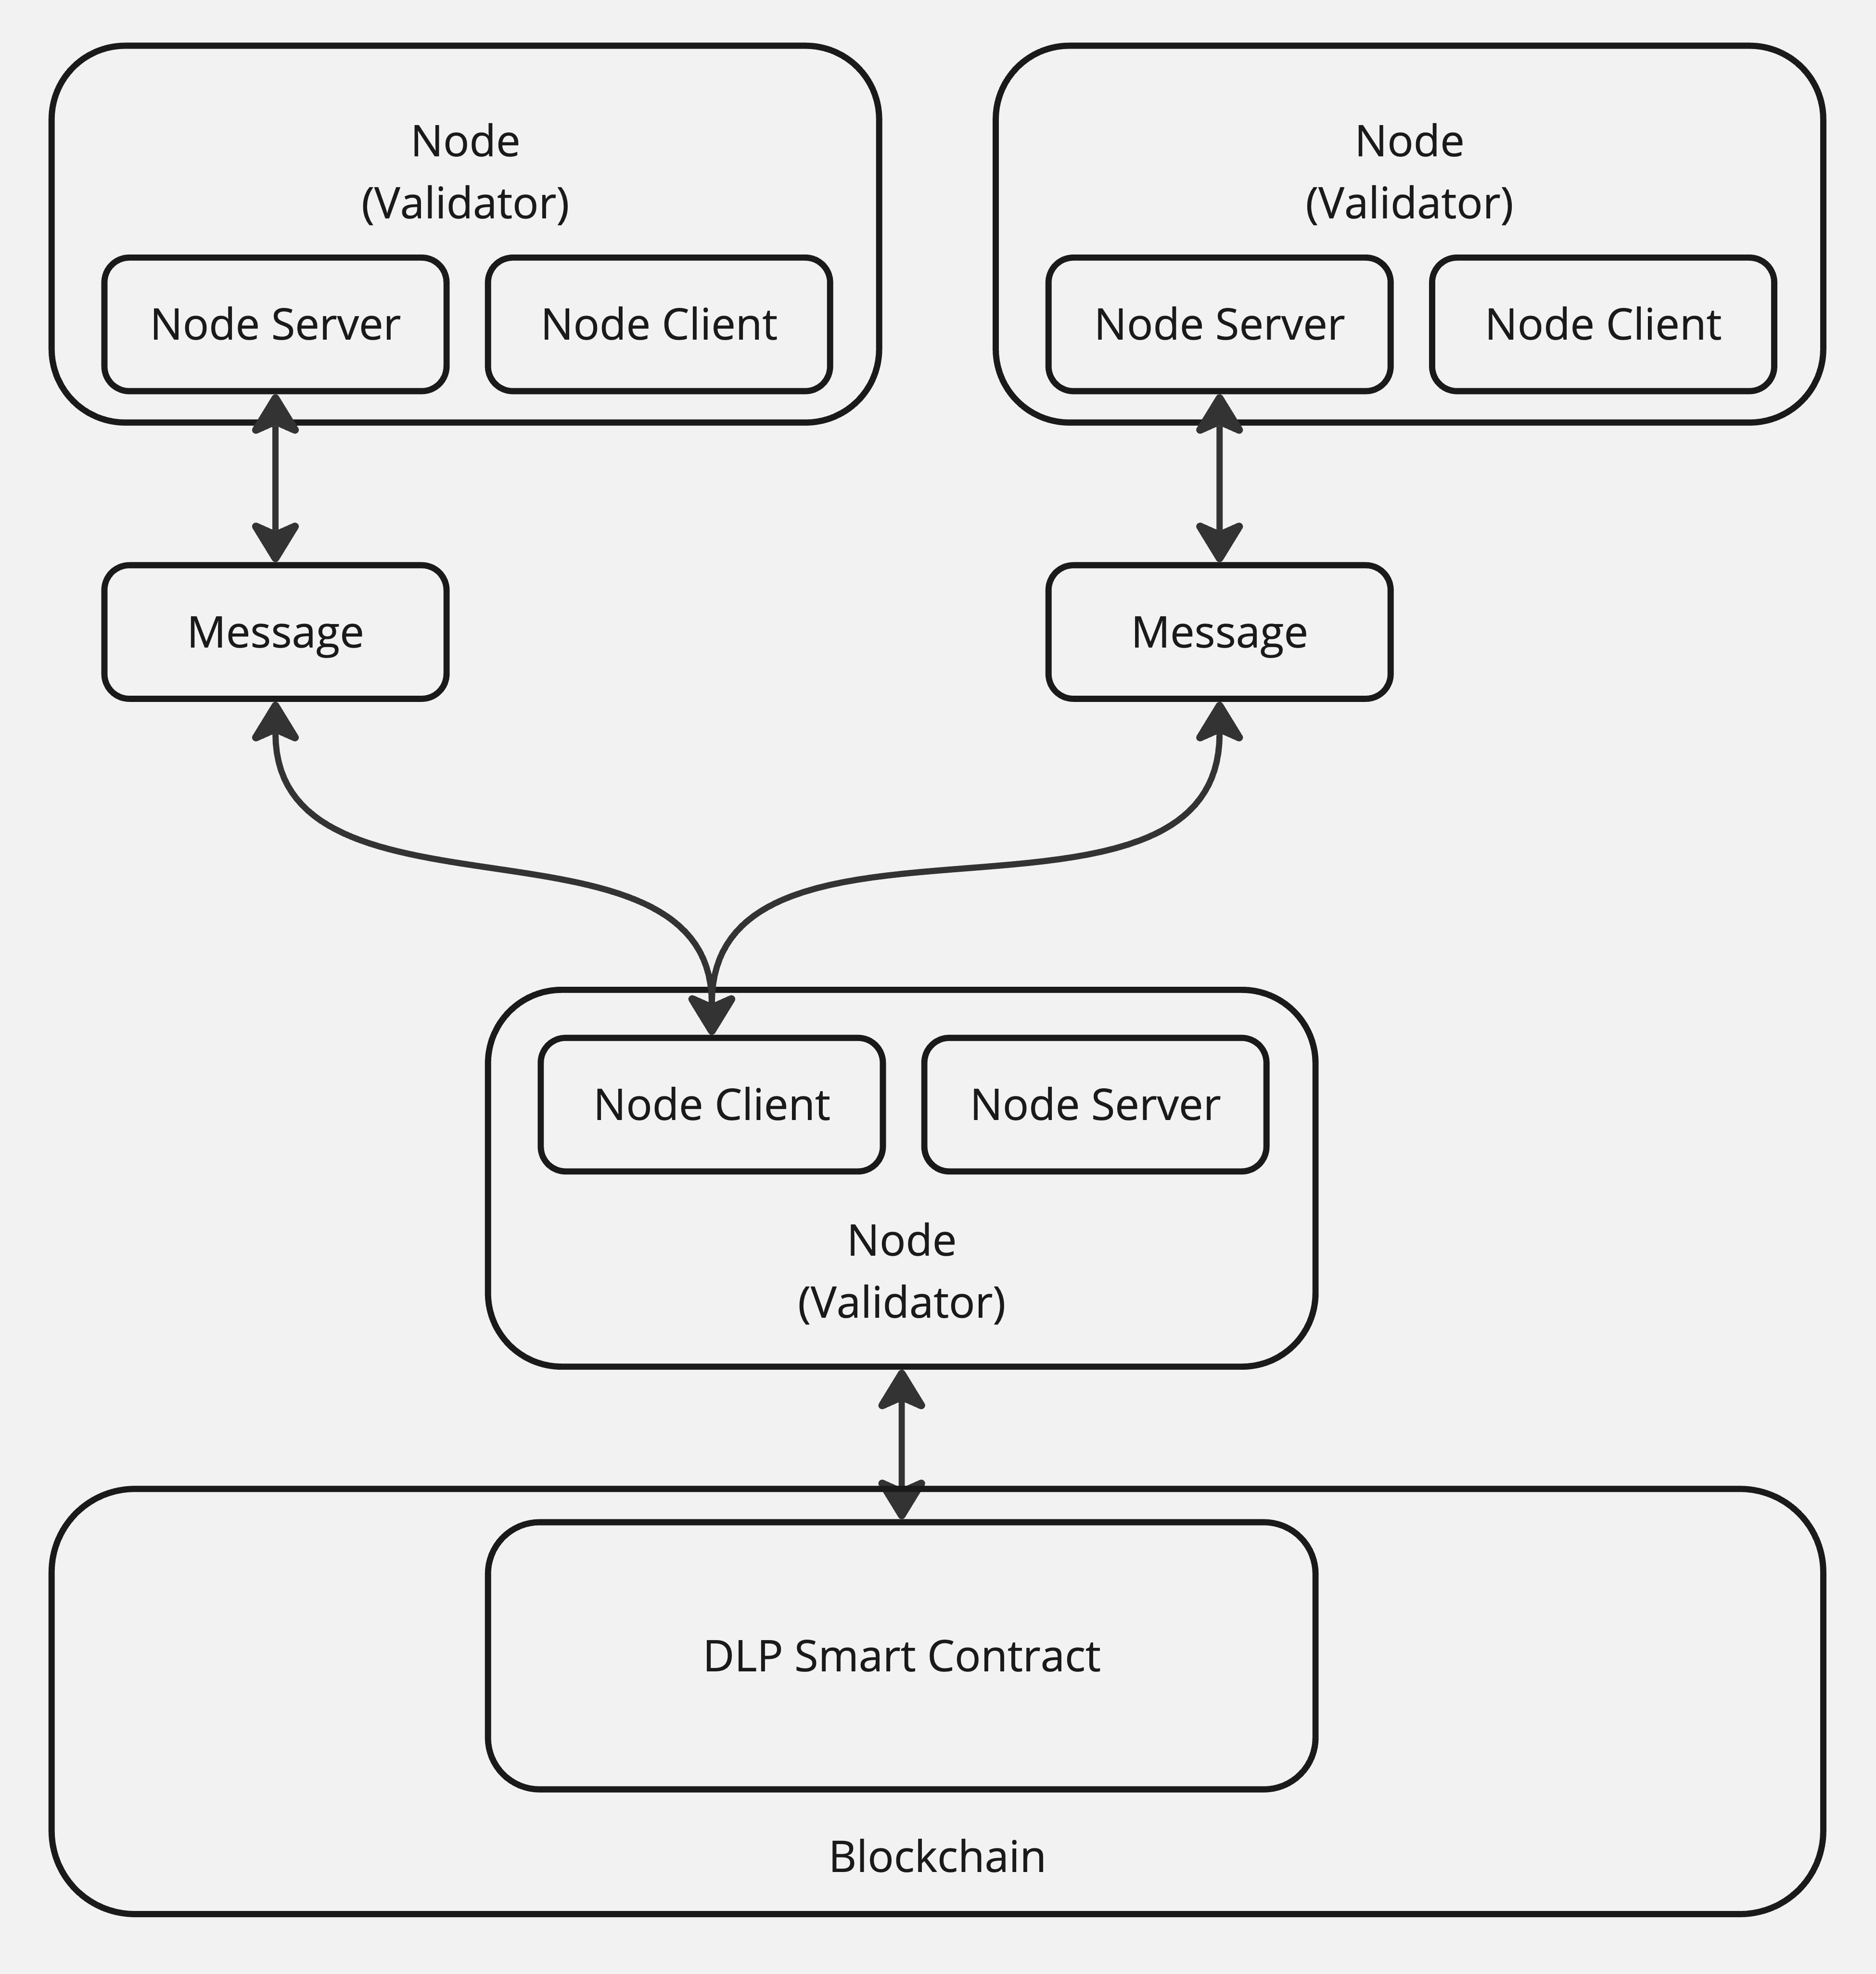 Node
(Validator)
Node Server
Node Client
Node
(Validator)
Node Server
Node Client
Message
Message
Node Client
Node Server
Node
(Validator)
DLP Smart Contract
Blockchain